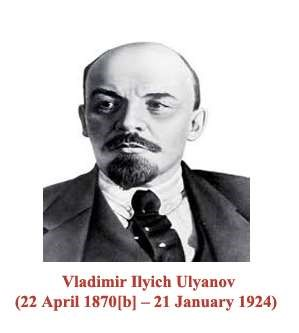 Vladimir Ilyich Ulyanov
(22 April 1870[b] – 21 January 1924)